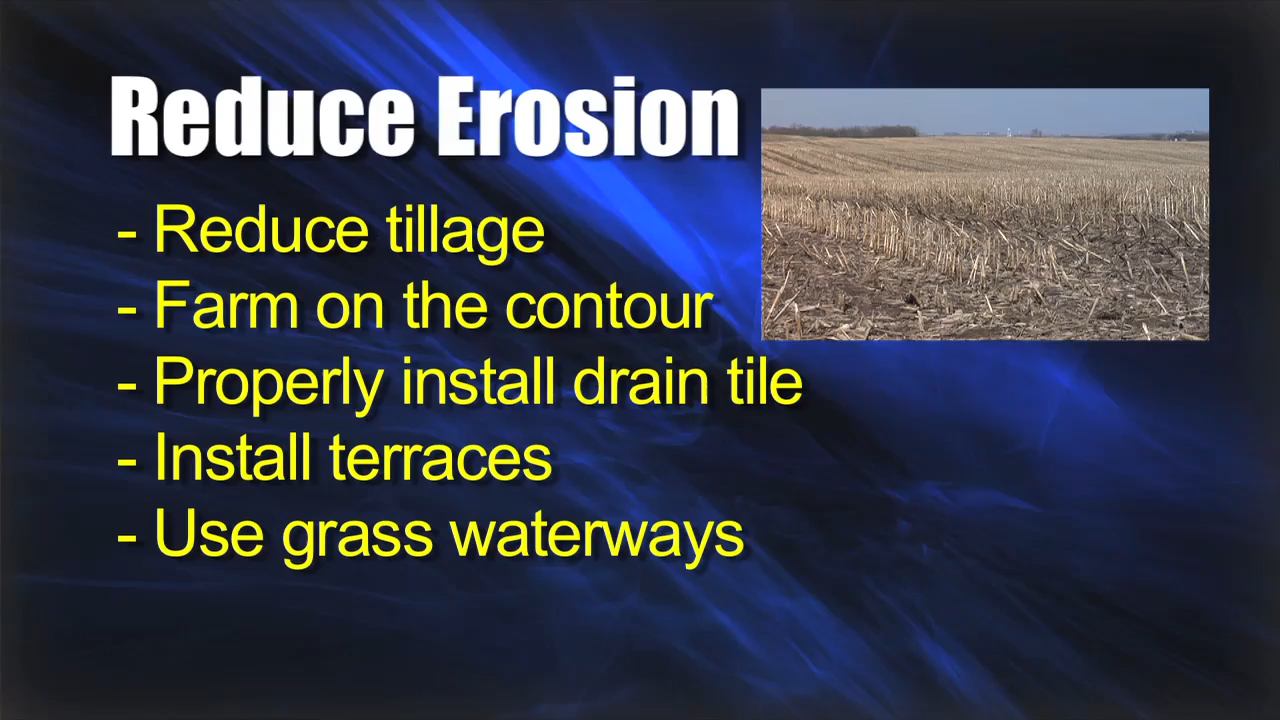 Reduce Erosion
- Reduce tillage
- Farm on the contour
- Properly install drain tile
- Install terraces
- Use grass waterways